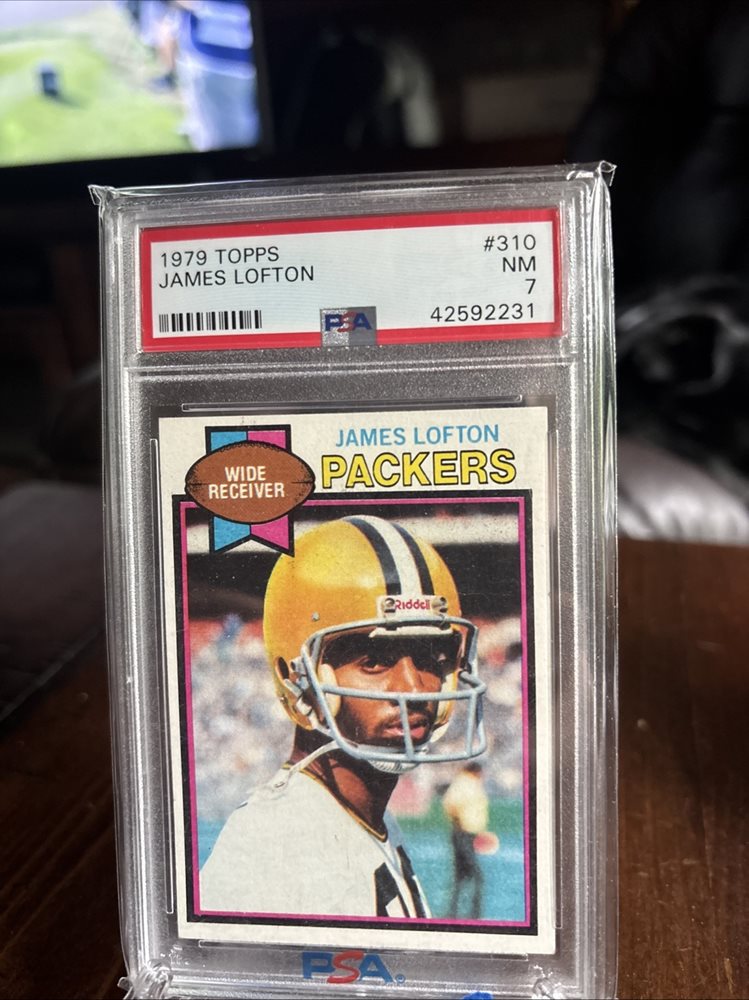 1979 TOPPS
#310
JAMES LOFTON
NM
7
PSA
42592231
JAMES LOFTON
PACKERS
WIDE
RECEIVER
Riddell
PSA